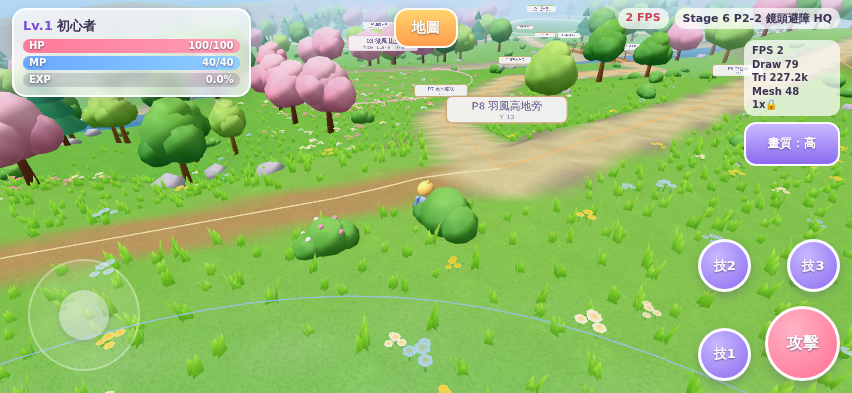 Lv.1 初心者
HP 100/100
MP 40/40
EXP 0.0%
地圖
2 FPS
Stage 6 P2-2 鏡頭避障 HQ
FPS 2
Draw 79
Tri 227.2k
Mesh 48
1x🔒
畫質：高
P8 羽風高地旁
Y 13
技2
技3
技1
攻擊